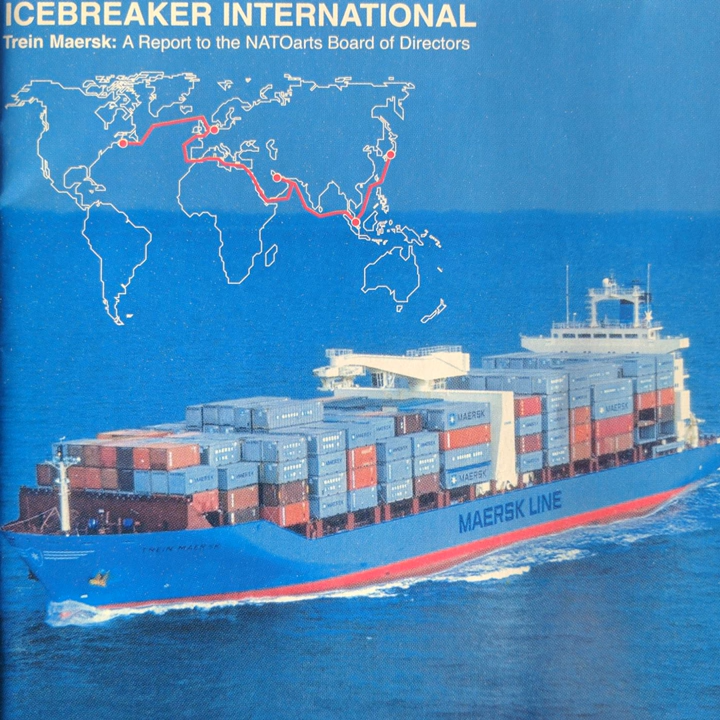 ICEBREAKER INTERNATIONAL
Trein Maersk: A Report to the NATOarts Board of Directors
MAERSK
MAERSK
MAERSK
MAERSK LINE
TREIN MAERSK